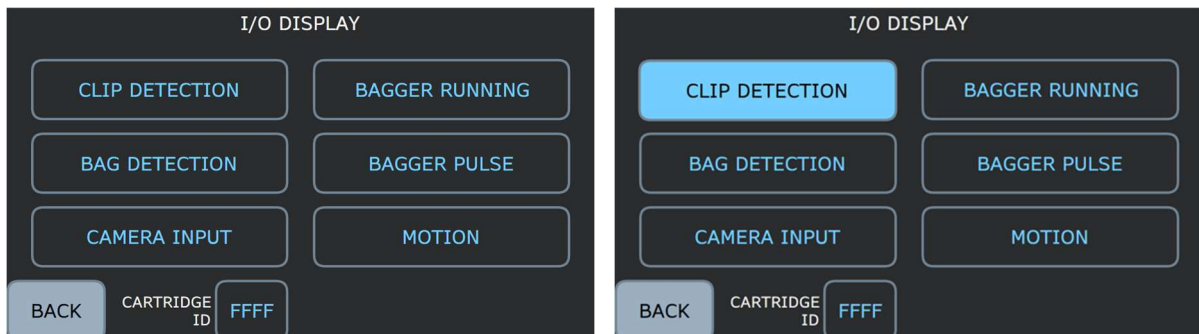 I/O DISPLAY
CLIP DETECTION
BAGGER RUNNING
BAG DETECTION
BAGGER PULSE
CAMERA INPUT
MOTION
BACK
CARTRIDGE
ID
FFFF
I/O DISPLAY
CLIP DETECTION
BAGGER RUNNING
BAG DETECTION
BAGGER PULSE
CAMERA INPUT
MOTION
BACK
CARTRIDGE
ID
FFFF